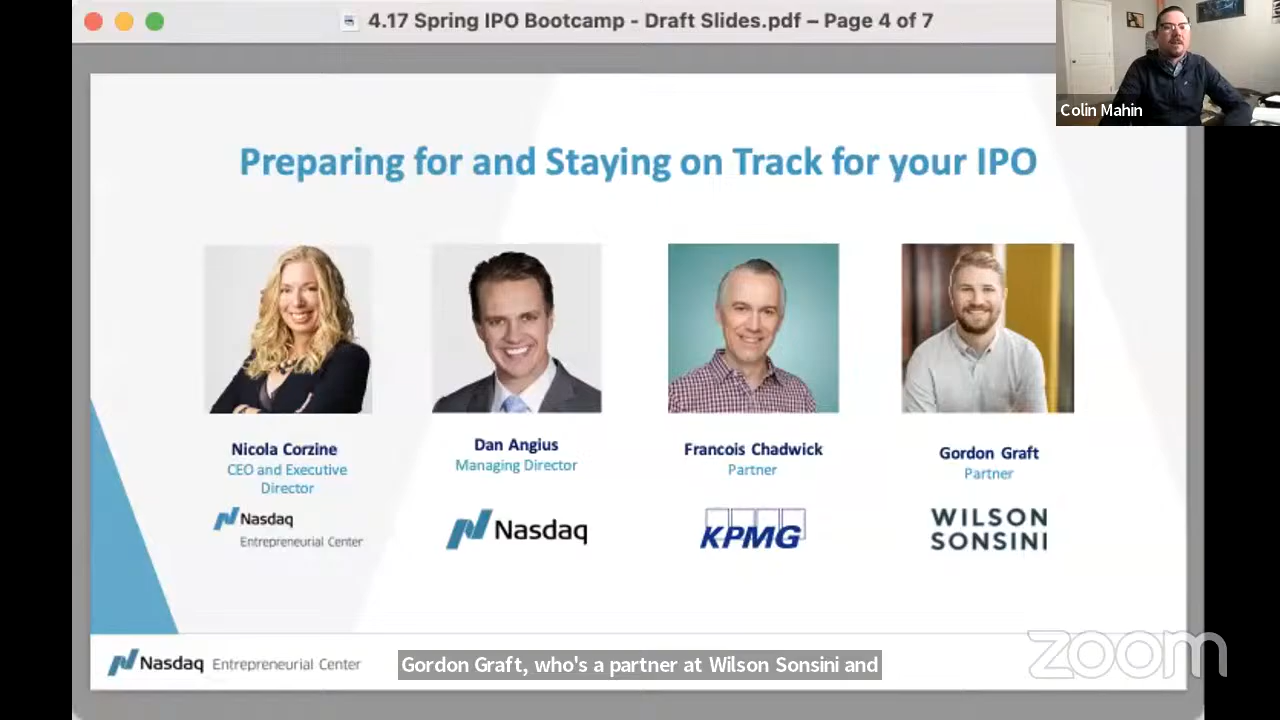 4.17 Spring IPO Bootcamp - Draft Slides.pdf – Page 4 of 7
Colin Mahin
Preparing for and Staying on Track for your IPO
Nicola Corzine
CEO and Executive
Director
Nasdaq
Entrepreneurial Center
Dan Angius
Managing Director
Nasdaq
Francois Chadwick
Partner
KPMG
Gordon Graft
Partner
WILSON
SONSINI
Nasdaq Entrepreneurial Center
Gordon Graft, who's a partner at Wilson Sonsini and
zoom